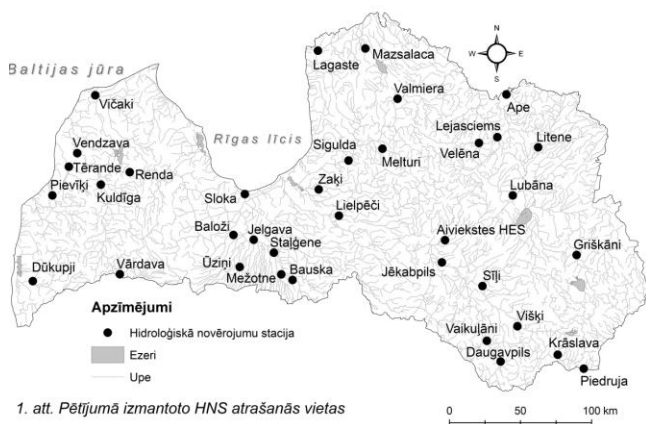 Baltijas jūra
Rīgas līcis
N
W
E
S
Lagaste
Mazsalaca
Valmiera
Ape
Vičaki
Lejasciems
Litene
Velēna
Vendzava
Sigulda
Melturi
Tērande
Renda
Pievīķi
Kuldīga
Zaķi
Sloka
Lubāna
Lielpēči
Baloži
Jelgava
Staļģene
Aiviekstes HES
Griškāni
Dūkupji
Vārdava
Ūziņi
Mežotne
Bauska
Jēkabpils
Sīļi
Višķi
Vaikuļāni
Krāslava
Daugavpils
Piedruja
Apzīmējumi
Hidroloģiskā novērojumu stacija
Ezeri
Upe
0 50 100 km
1. att. Pētījumā izmantoto HNS atrašanās vietas